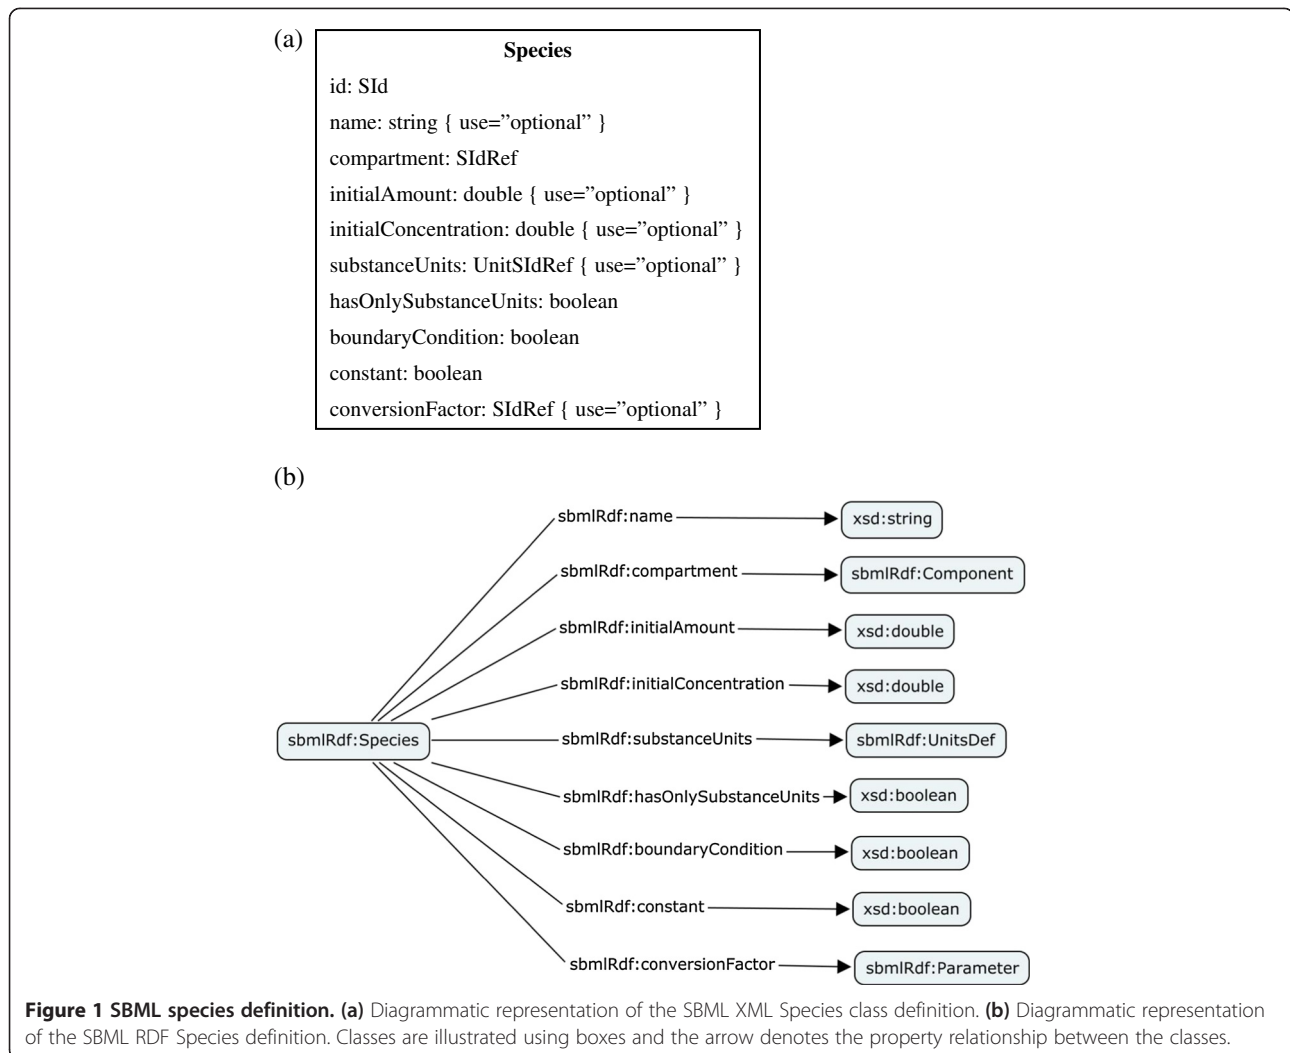 (a)
Species
id: SId
name: string { use=”optional” }
compartment: SIdRef
initialAmount: double { use=”optional” }
initialConcentration: double { use=”optional” }
substanceUnits: UnitSIdRef { use=”optional” }
hasOnlySubstanceUnits: boolean
boundaryCondition: boolean
constant: boolean
conversionFactor: SIdRef { use=”optional” }
(b)
sbmlRdf:name xsd:string
sbmlRdf:compartment sbmlRdf:Component
sbmlRdf:initialAmount xsd:double
sbmlRdf:initialConcentration xsd:double
sbmlRdf:Species sbmlRdf:substanceUnits sbmlRdf:UnitsDef
sbmlRdf:hasOnlySubstanceUnits xsd:boolean
sbmlRdf:boundaryCondition xsd:boolean
sbmlRdf:constant xsd:boolean
sbmlRdf:conversionFactor sbmlRdf:Parameter
Figure 1 SBML species definition. (a) Diagrammatic representation of the SBML XML Species class definition. (b) Diagrammatic representation
of the SBML RDF Species definition. Classes are illustrated using boxes and the arrow denotes the property relationship between the classes.